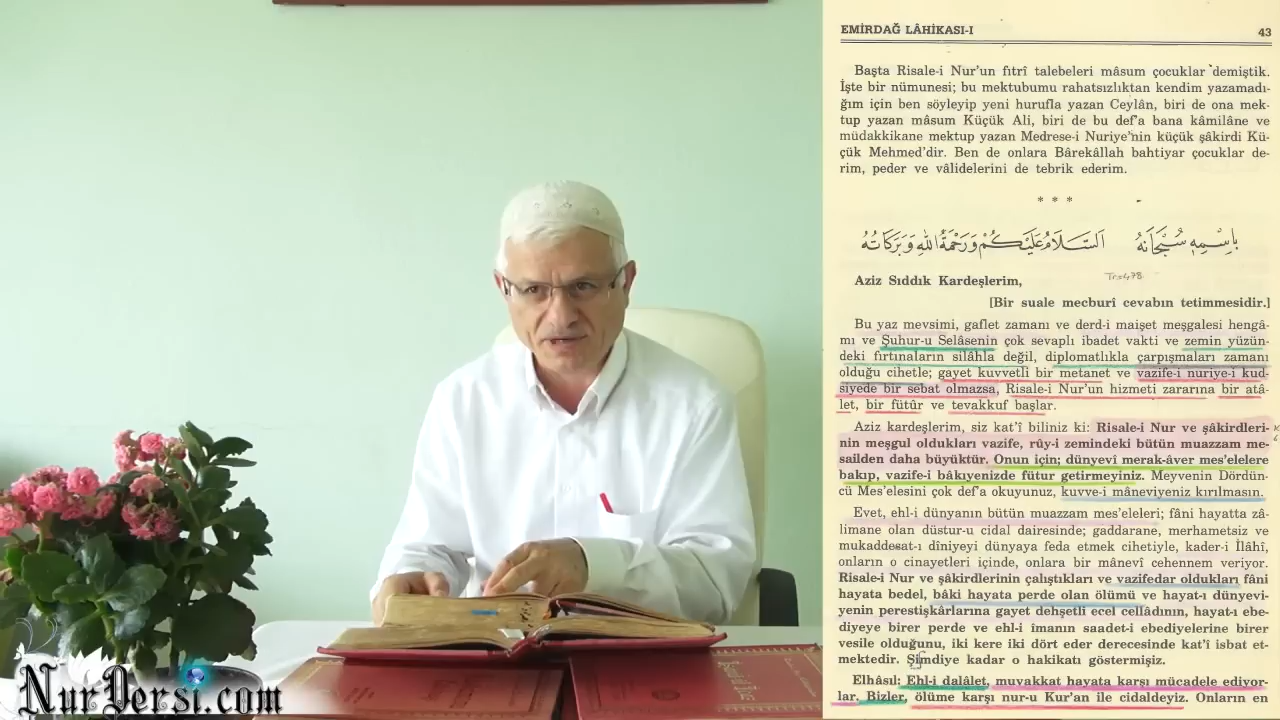 EMİRDAĞ LÂHİKASI-I 43
Başta Risale-i Nur'un fıtrî talebeleri mâsum çocuklar demiştik.
İşte bir nümunesi; bu mektubumu rahatsızlıktan kendim yazamadı-
ğım için ben söyleyip yeni hurufla yazan Ceylân, biri de ona mek-
tup yazan mâsum Küçük Ali, biri de bu def'a bana kâmilâne ve
müdakkikane mektup yazan Medrese-i Nuriye'nin küçük şâkirdi Kü-
çük Mehmed'dir. Ben de onlara Bârekâllah bahtiyar çocuklar de-
rim, peder ve vâlidelerini de tebrik ederim.
* * *
بِاسْمِهِ سُبْحَانَهُ اَلسَّلَامُ عَلَيْكُمْ وَرَحْمَةُ اللّٰهِ وَبَرَكَاتُهُ
Aziz Sıddık Kardeşlerim,
[Bir suale mecburî cevabın tetimmesidir.]
Bu yaz mevsimi, gaflet zamanı ve derd-i maişet meşgalesi hengâ-
mı ve Şuhur-u Selâsenin çok sevaplı ibadet vakti ve zemin yüzün-
deki fırtınaların silâhla değil, diplomatlıkla çarpışmaları zamanı
olduğu cihetle; gayet kuvvetli bir metanet ve vazife-i nuriye-i kud-
siyede bir sebat olmazsa, Risale-i Nur'un hizmeti zararına bir atâ-
let, bir fütûr ve tevakkuf başlar.
Aziz kardeşlerim, siz kat'î biliniz ki: Risale-i Nur ve şâkirdleri-
nin meşgul oldukları vazife, rûy-i zemindeki bütün muazzam me-
sailden daha büyüktür. Onun için; dünyevî merak-âver mes'elelere
bakıp, vazife-i bâkıyenizde fütur getirmeyiniz. Meyvenin Dördün-
cü Mes'elesini çok def'a okuyunuz, kuvve-i mâneviyeniz kırılmasın.
Evet, ehl-i dünyanın bütün muazzam mes'eleleri; fâni hayatta zâ-
limane olan düstur-u cidal dairesinde; gaddarane, merhametsiz ve
mukaddesat-ı dîniyeyi dünyaya feda etmek cihetiyle, kader-i İlâhî,
onların o cinayetleri içinde, onlara bir mânevî cehennem veriyor.
Risale-i Nur ve şâkirdlerinin çalıştıkları ve vazifedar oldukları fâni
hayata bedel, bâki hayata perde olan ölümü ve hayat-ı dünyevi-
yenin perestişkârlarına gayet dehşetli ecel cellâdının, hayat-ı ebe-
diyeye birer perde ve ehl-i îmanın saadet-i ebediyelerine birer
vesile olduğunu, iki kere iki dört eder derecesinde kat'î isbat et-
mektedir. Şimdiye kadar o hakikatı göstermişiz.
Elhâsıl: Ehl-i dalâlet, muvakkat hayata karşı mücadele ediyor-
lar. Bizler, ölüme karşı nur-u Kur'an ile cidaldeyiz. Onların en
NurDersi.com